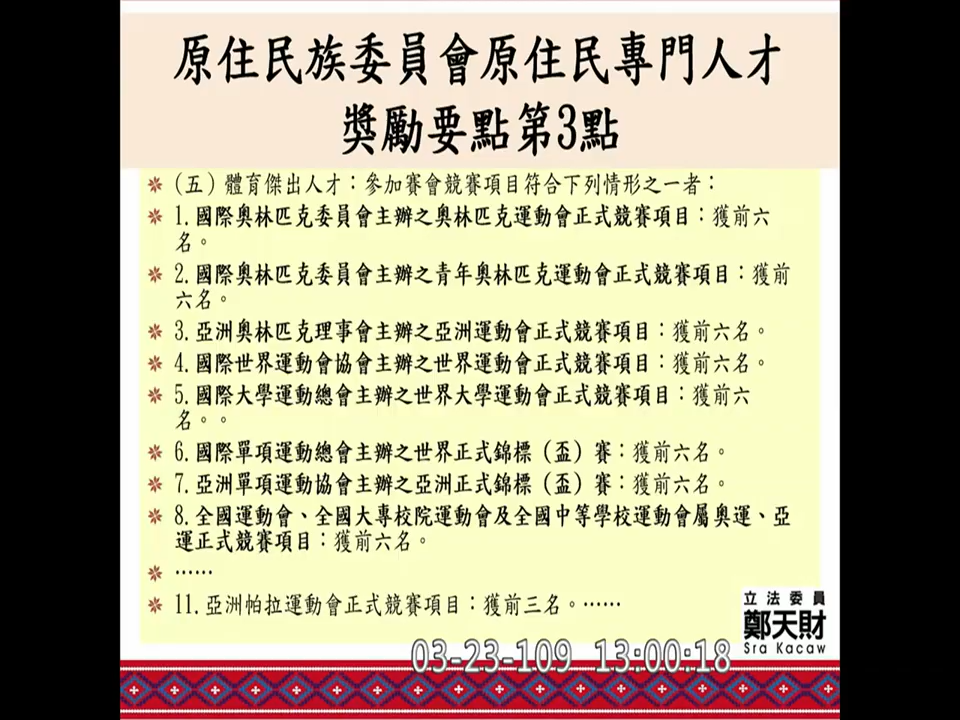 原住民族委員會原住民專門人才
獎勵要點第3點
(五)體育傑出人才：參加賽會競賽項目符合下列情形之一者：
1.國際奧林匹克委員會主辦之奧林匹克運動會正式競賽項目：獲前六
名。
2.國際奧林匹克委員會主辦之青年奧林匹克運動會正式競賽項目：獲前
六名。
3.亞洲奧林匹克理事會主辦之亞洲運動會正式競賽項目：獲前六名。
4.國際世界運動會協會主辦之世界運動會正式競賽項目：獲前六名。
5.國際大學運動總會主辦之世界大學運動會正式競賽項目：獲前六
名。。
6.國際單項運動總會主辦之世界正式錦標（盃）賽：獲前六名。
7.亞洲單項運動協會主辦之亞洲正式錦標（盃）賽：獲前六名。
8.全國運動會、全國大專校院運動會及全國中等學校運動會屬奧運、亞
運正式競賽項目：獲前六名。
……
11.亞洲帕拉運動會正式競賽項目：獲前三名。……
立法委員
鄭天財
Sra Kacaw
03-23-109 13:00:18